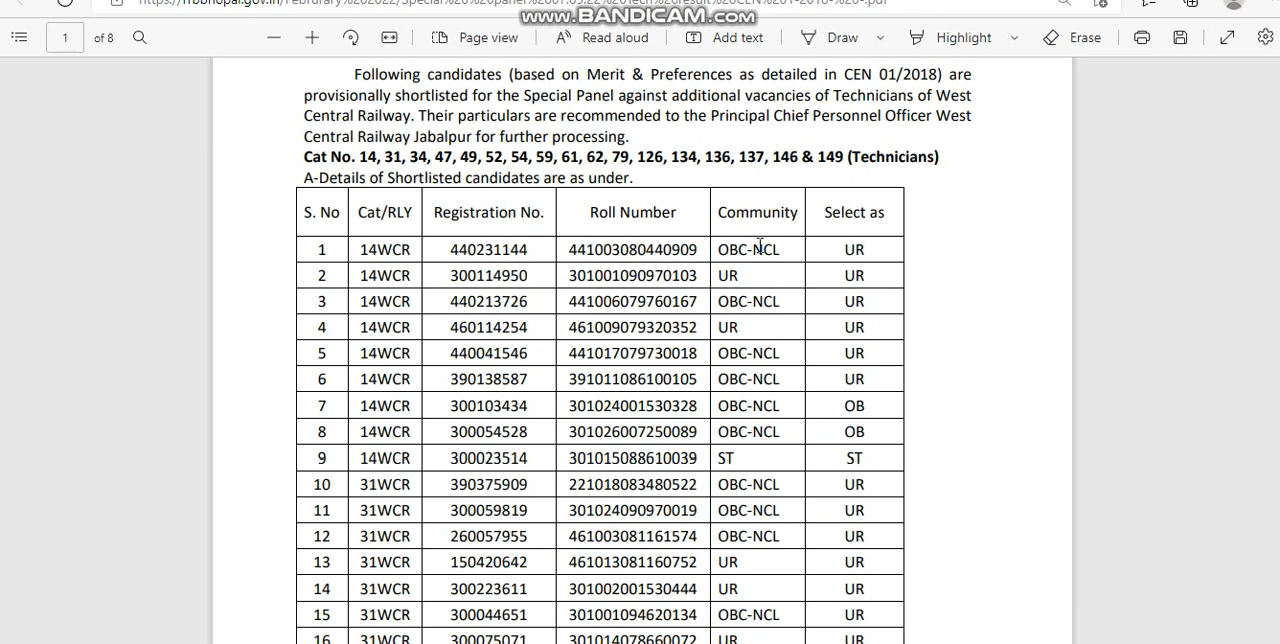 www.BANDICAM.com
1 of 8
Page view
Read aloud
Add text
Draw
Highlight
Erase
Following candidates (based on Merit & Preferences as detailed in CEN 01/2018) are
provisionally shortlisted for the Special Panel against additional vacancies of Technicians of West
Central Railway. Their particulars are recommended to the Principal Chief Personnel Officer West
Central Railway Jabalpur for further processing.
Cat No. 14, 31, 34, 47, 49, 52, 54, 59, 61, 62, 79, 126, 134, 136, 137, 146 & 149 (Technicians)
A-Details of Shortlisted candidates are as under.
S. No Cat/RLY Registration No. Roll Number Community Select as
1 14WCR 440231144 441003080440909 OBC-NCL UR
2 14WCR 300114950 301001090970103 UR UR
3 14WCR 440213726 441006079760167 OBC-NCL UR
4 14WCR 460114254 461009079320352 UR UR
5 14WCR 440041546 441017079730018 OBC-NCL UR
6 14WCR 390138587 391011086100105 OBC-NCL UR
7 14WCR 300103434 301024001530328 OBC-NCL OB
8 14WCR 300054528 301026007250089 OBC-NCL OB
9 14WCR 300023514 301015088610039 ST ST
10 31WCR 390375909 221018083480522 OBC-NCL UR
11 31WCR 300059819 301024090970019 OBC-NCL UR
12 31WCR 260057955 461003081161574 OBC-NCL UR
13 31WCR 150420642 461013081160752 UR UR
14 31WCR 300223611 301002001530444 UR UR
15 31WCR 300044651 301001094620134 OBC-NCL UR
16 31WCR 300075071 301014078660072 UR UR